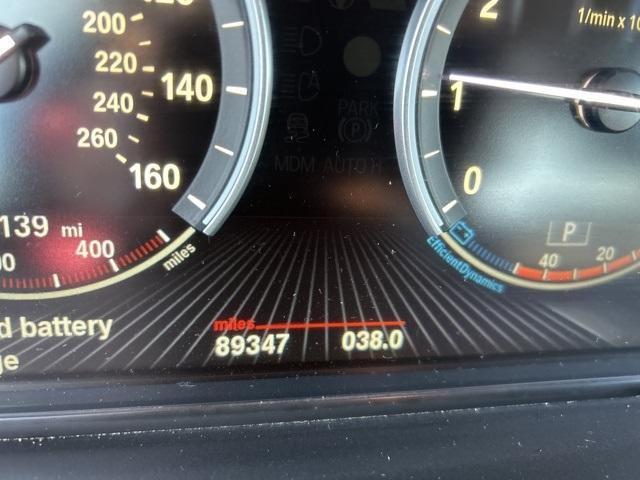 200
220
240
260
140
160
139 mi
400
miles
d battery
ge
miles
89347 038.0
PARK
P
MDM AUTO H
2
1/min x 10
1
0
P
EfficientDynamics
40
20